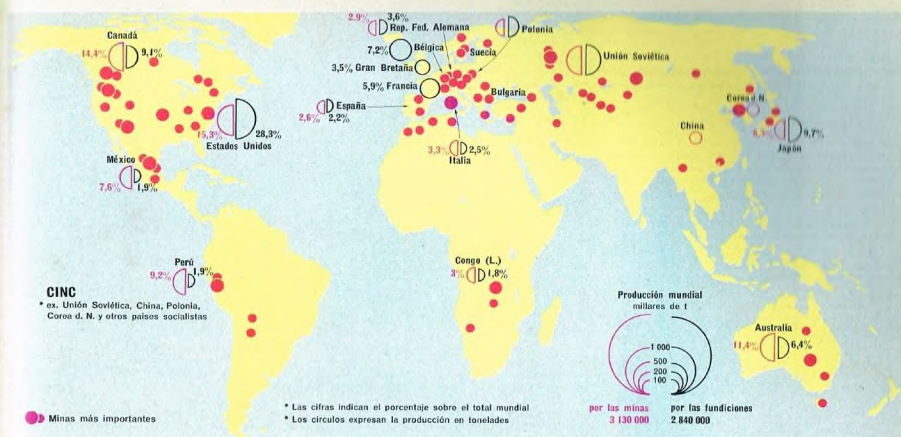 Canadá
14,4% 9,1%
15,3% 28,3%
Estados Unidos
México
7,6% 1,9%
Perú
9,2% 1,9%
2,9% 3,6%
Rep. Fed. Alemana
Polonia
7,2% Bélgica
Suecia
3,5% Gran Bretaña
5,9% Francia
Bulgaria
España
2,6% 2,2%
3,3% 2,5%
Italia
Unión Soviética
Corea d. N.
China
9,7%
Japón
Congo (L.)
3% 1,8%
Australia
11,4% 6,4%
CINC
* ex. Unión Soviética, China, Polonia,
Corea d. N. y otros países socialistas
Minas más importantes
* Las cifras indican el porcentaje sobre el total mundial
* Los círculos expresan la producción en toneladas
Producción mundial
millares de t
1 000
500
200
100
por las minas
3 130 000
por las fundiciones
2 840 000